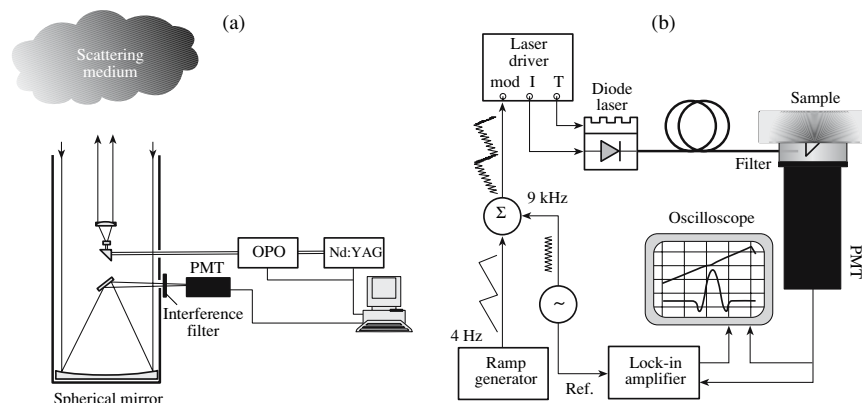 (a)
Scattering
medium
OPO
Nd:YAG
PMT
Interference
filter
Spherical mirror
(b)
Laser
driver
mod I T
Diode
laser
Sample
Filter
Σ
9 kHz
Oscilloscope
PMT
~
4 Hz
Ramp
generator
Ref.
Lock-in
amplifier